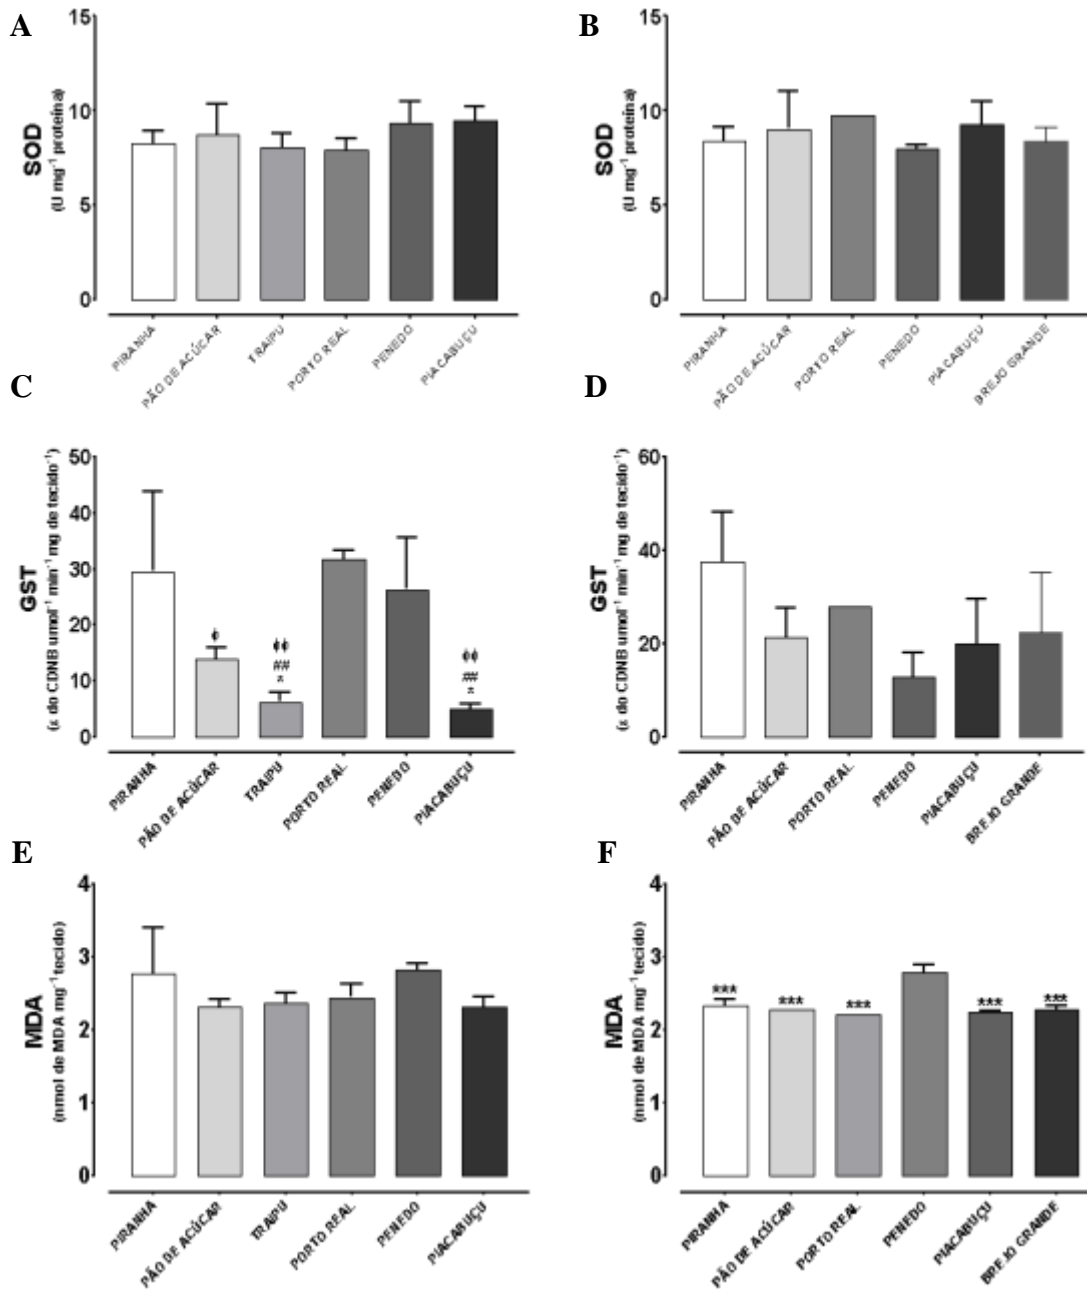 A
15
10
5
0
SOD
(U mg⁻¹ proteína)
PIRANHA
PÃO DE AÇÚCAR
TRAIPU
PORTO REAL
PENEDO
PIACABUÇU
B
15
10
5
0
SOD
(U mg⁻¹ proteína)
PIRANHA
PÃO DE AÇÚCAR
PORTO REAL
PENEDO
PIACABUÇU
BREJO GRANDE
C
50
40
30
20
10
0
GST
(ε do CDNB umol⁻¹ min⁻¹ mg de tecido⁻¹)
ϕ
ϕϕ
##
*
ϕϕ
##
*
PIRANHA
PÃO DE AÇÚCAR
TRAIPU
PORTO REAL
PENEDO
PIACABUÇU
D
60
40
20
0
GST
(ε do CDNB umol⁻¹ min⁻¹ mg de tecido⁻¹)
PIRANHA
PÃO DE AÇÚCAR
PORTO REAL
PENEDO
PIACABUÇU
BREJO GRANDE
E
4
3
2
1
0
MDA
(nmol de MDA mg⁻¹ tecido)
PIRANHA
PÃO DE AÇÚCAR
TRAIPU
PORTO REAL
PENEDO
PIACABUÇU
F
4
3
2
1
0
MDA
(nmol de MDA mg⁻¹ tecido)
***
***
***
***
***
PIRANHA
PÃO DE AÇÚCAR
PORTO REAL
PENEDO
PIACABUÇU
BREJO GRANDE